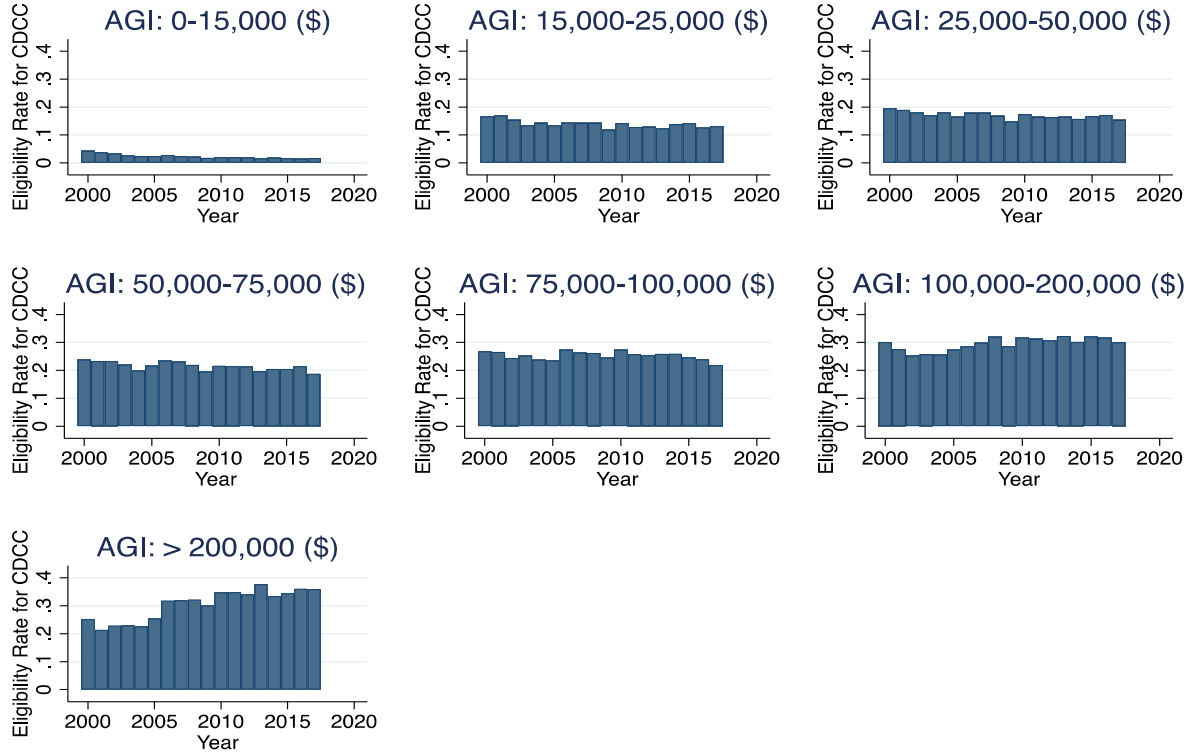 AGI: 0-15,000 ($)
Eligibility Rate for CDCC
.4
.3
.2
.1
0
2000 2005 2010 2015 2020
Year
AGI: 15,000-25,000 ($)
Eligibility Rate for CDCC
.4
.3
.2
.1
0
2000 2005 2010 2015 2020
Year
AGI: 25,000-50,000 ($)
Eligibility Rate for CDCC
.4
.3
.2
.1
0
2000 2005 2010 2015 2020
Year
AGI: 50,000-75,000 ($)
Eligibility Rate for CDCC
.4
.3
.2
.1
0
2000 2005 2010 2015 2020
Year
AGI: 75,000-100,000 ($)
Eligibility Rate for CDCC
.4
.3
.2
.1
0
2000 2005 2010 2015 2020
Year
AGI: 100,000-200,000 ($)
Eligibility Rate for CDCC
.4
.3
.2
.1
0
2000 2005 2010 2015 2020
Year
AGI: > 200,000 ($)
Eligibility Rate for CDCC
.4
.3
.2
.1
0
2000 2005 2010 2015 2020
Year